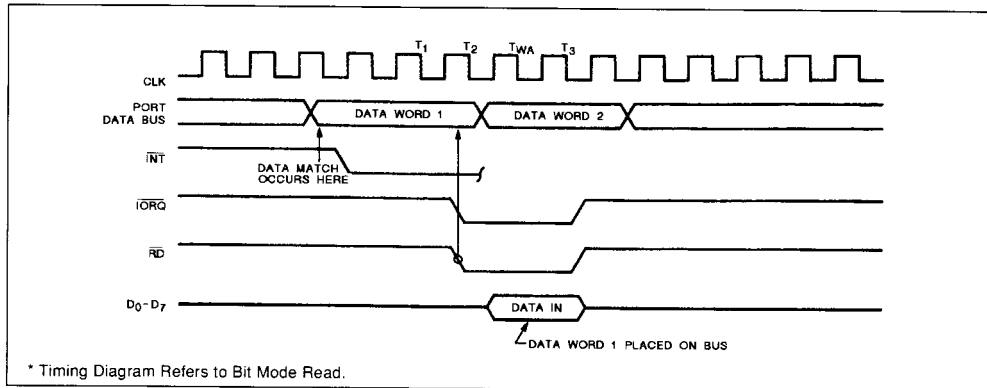 T1 T2 TWA T3
CLK
PORT
DATA BUS
DATA WORD 1 DATA WORD 2
INT
DATA MATCH
OCCURS HERE
IORQ
RD
D0-D7
DATA IN
DATA WORD 1 PLACED ON BUS
* Timing Diagram Refers to Bit Mode Read.